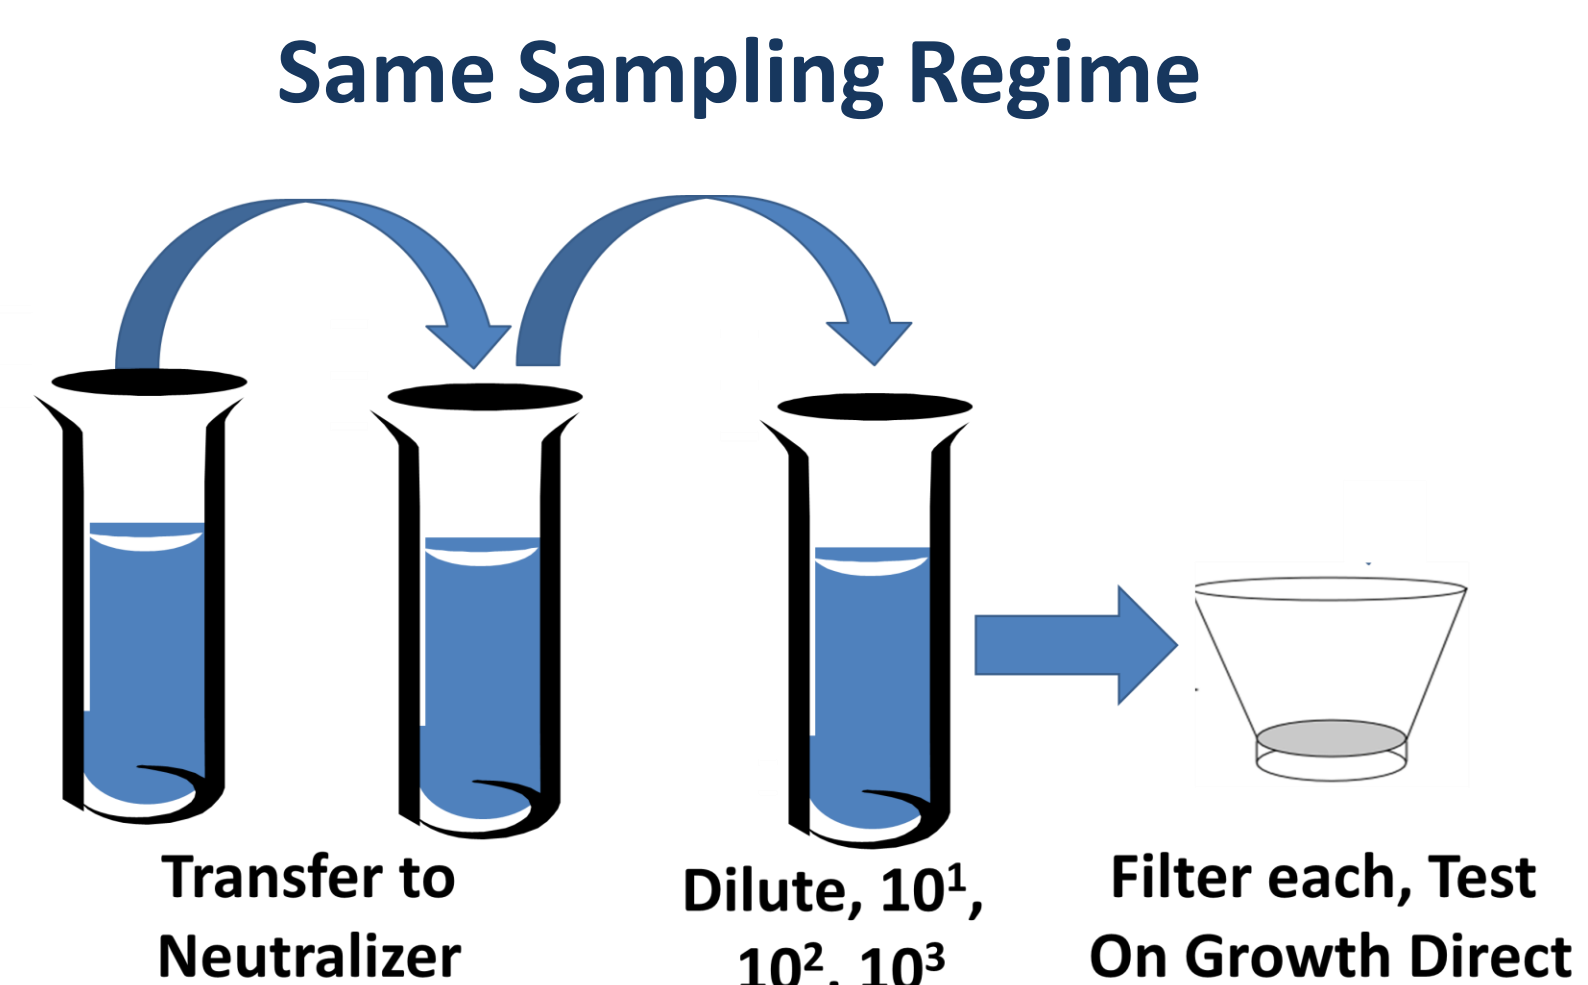 Same Sampling Regime
Transfer to
Neutralizer
Dilute, 10¹,
10², 10³
Filter each, Test
On Growth Direct